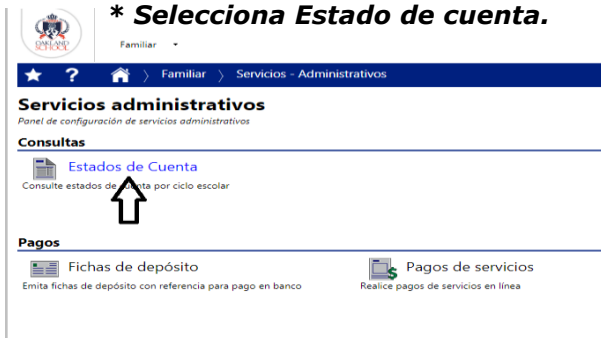 * Selecciona Estado de cuenta.
OAKLAND
SCHOOL
Familiar
? Familiar Servicios - Administrativos
Servicios administrativos
Panel de configuración de servicios administrativos
Consultas
Estados de Cuenta
Consulte estados de cuenta por ciclo escolar
Pagos
Fichas de depósito Pagos de servicios
Emita fichas de depósito con referencia para pago en banco Realice pagos de servicios en línea